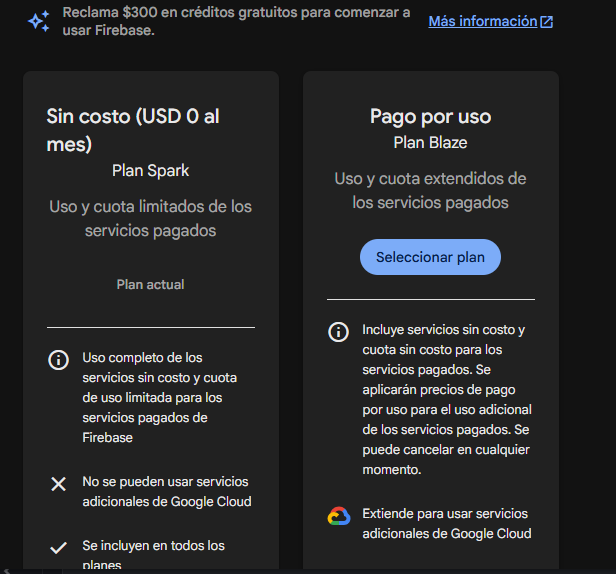 Reclama $300 en créditos gratuitos para comenzar a
usar Firebase.
Más información
Sin costo (USD 0 al
mes)
Plan Spark
Uso y cuota limitados de los
servicios pagados
Plan actual
Uso completo de los
servicios sin costo y cuota
de uso limitada para los
servicios pagados de
Firebase
No se pueden usar servicios
adicionales de Google Cloud
Se incluyen en todos los
planes
Pago por uso
Plan Blaze
Uso y cuota extendidos de
los servicios pagados
Seleccionar plan
Incluye servicios sin costo y
cuota sin costo para los
servicios pagados. Se
aplicarán precios de pago
por uso para el uso adicional
de los servicios pagados. Se
puede cancelar en cualquier
momento.
Extiende para usar servicios
adicionales de Google Cloud